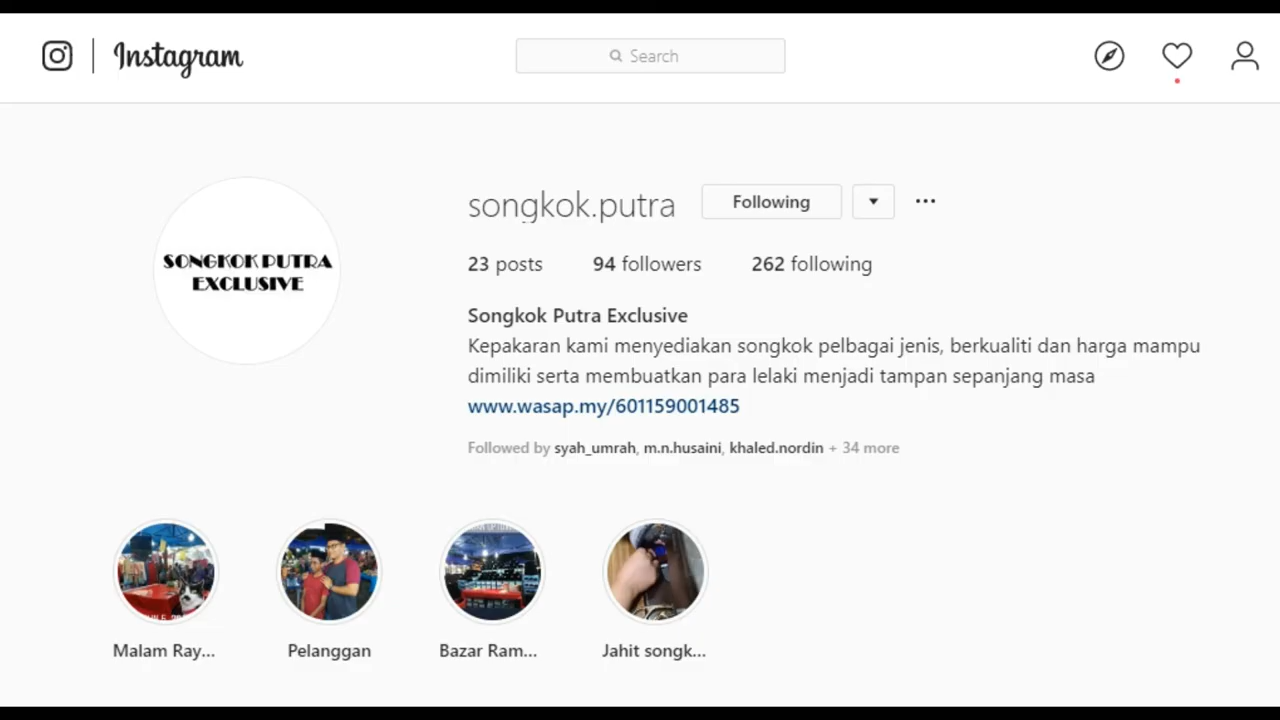 Instagram
Search
songkok.putra
Following
23 posts
94 followers
262 following
SONGKOK PUTRA
EXCLUSIVE
Songkok Putra Exclusive
Kepakaran kami menyediakan songkok pelbagai jenis, berkualiti dan harga mampu
dimiliki serta membuatkan para lelaki menjadi tampan sepanjang masa
www.wasap.my/601159001485
Followed by syah_umrah, m.n.husaini, khaled.nordin + 34 more
Malam Ray...
Pelanggan
Bazar Ram...
Jahit songk...